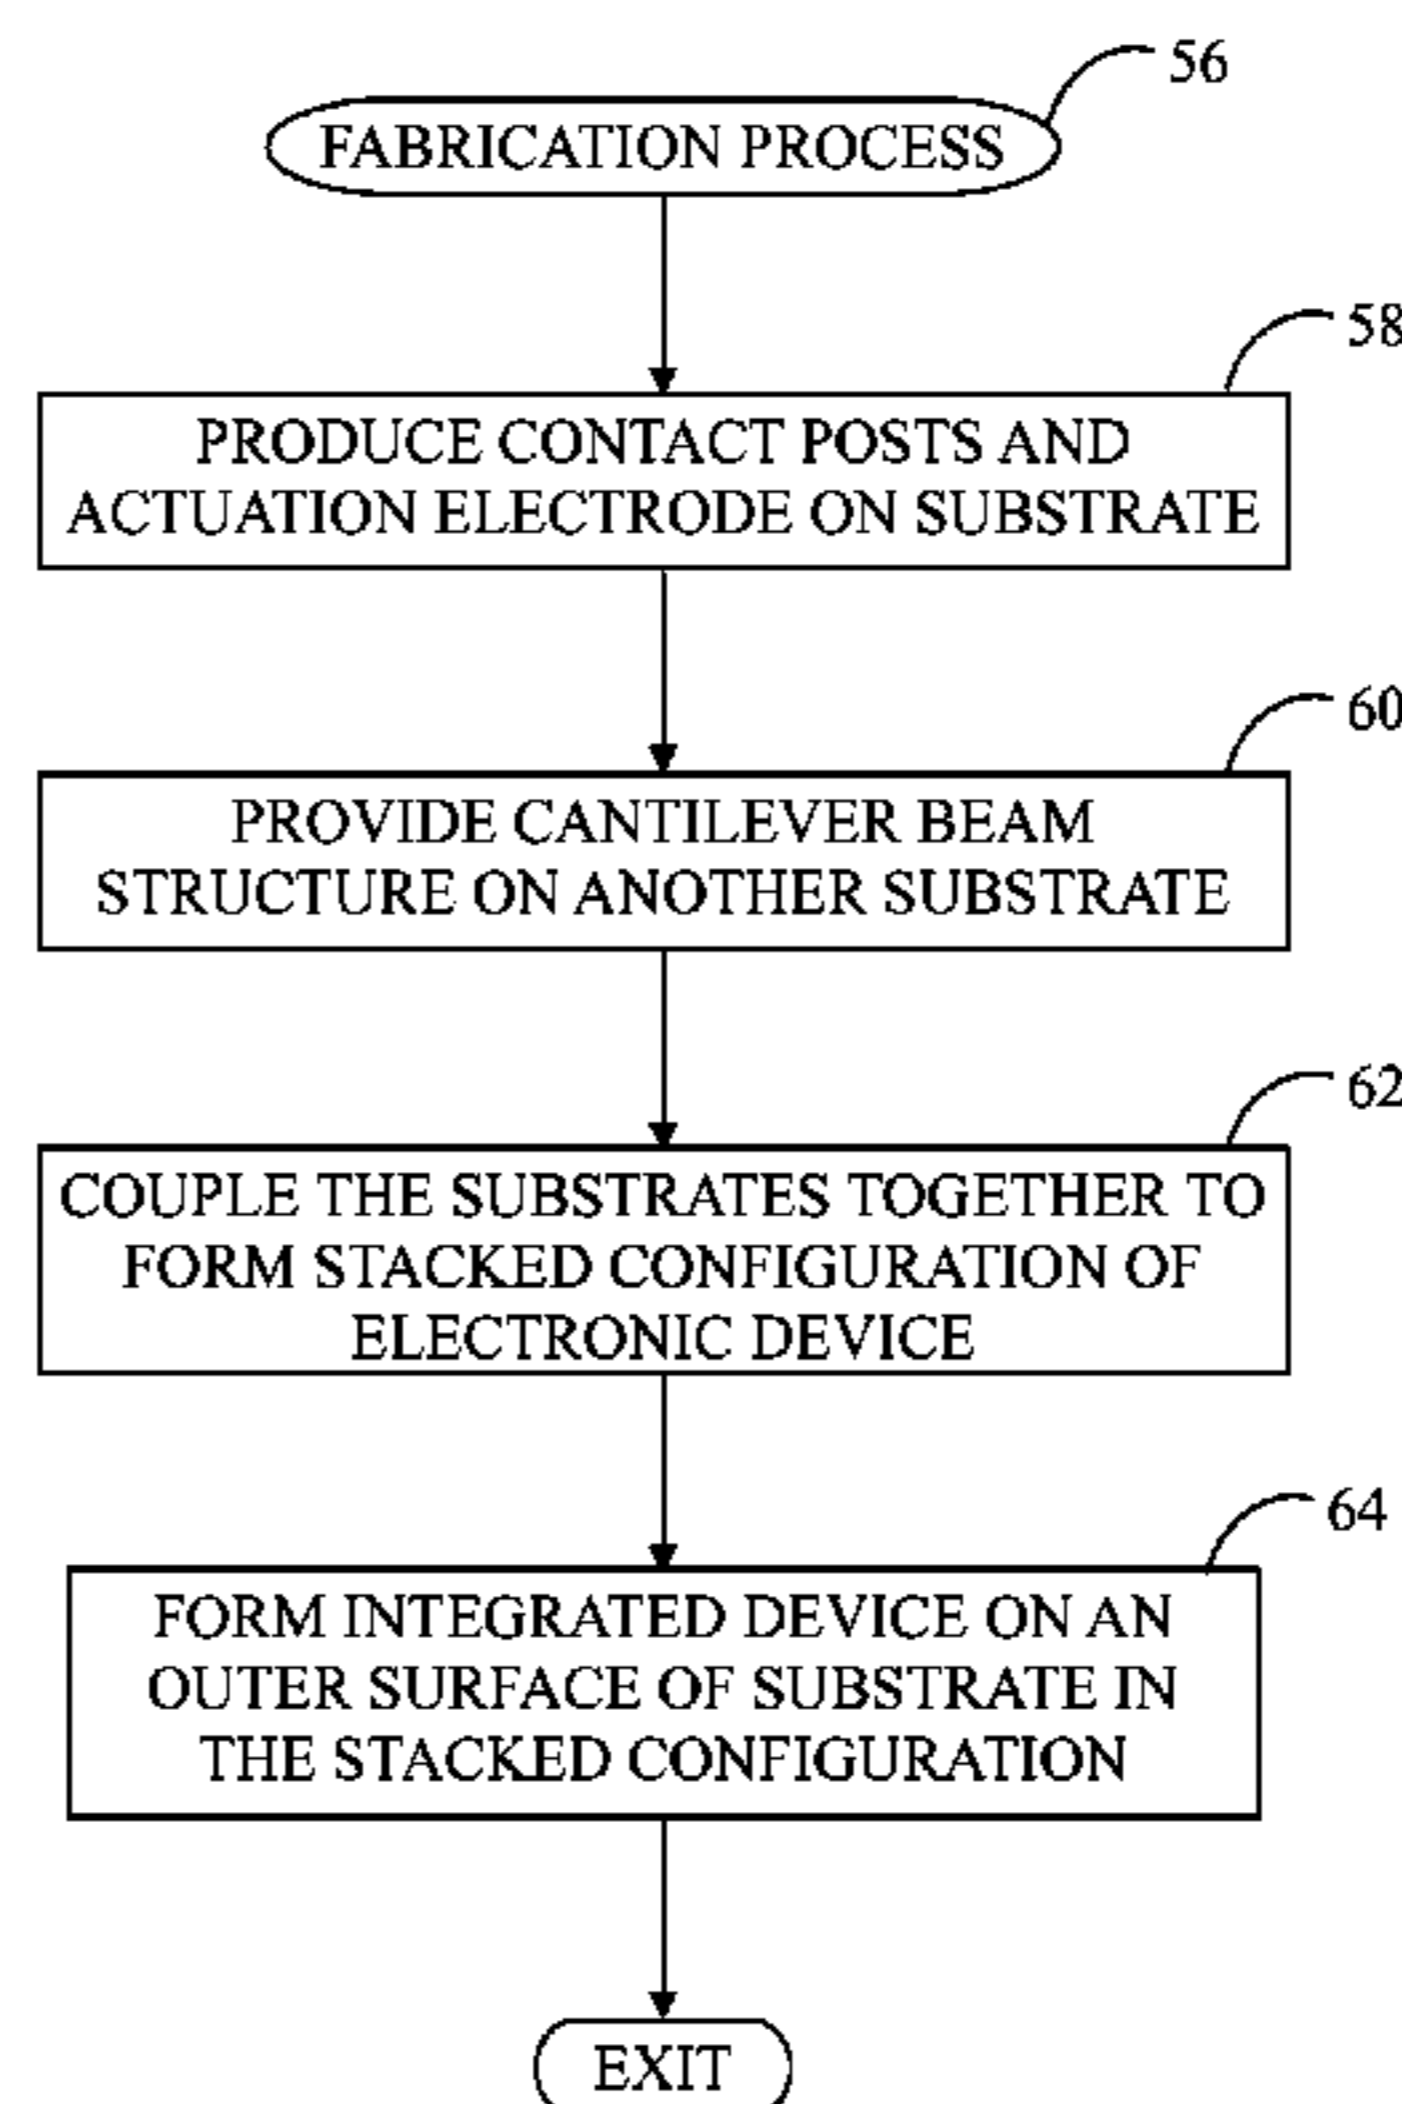 56
FABRICATION PROCESS
58
PRODUCE CONTACT POSTS AND
ACTUATION ELECTRODE ON SUBSTRATE
60
PROVIDE CANTILEVER BEAM
STRUCTURE ON ANOTHER SUBSTRATE
62
COUPLE THE SUBSTRATES TOGETHER TO
FORM STACKED CONFIGURATION OF
ELECTRONIC DEVICE
64
FORM INTEGRATED DEVICE ON AN
OUTER SURFACE OF SUBSTRATE IN
THE STACKED CONFIGURATION
EXIT